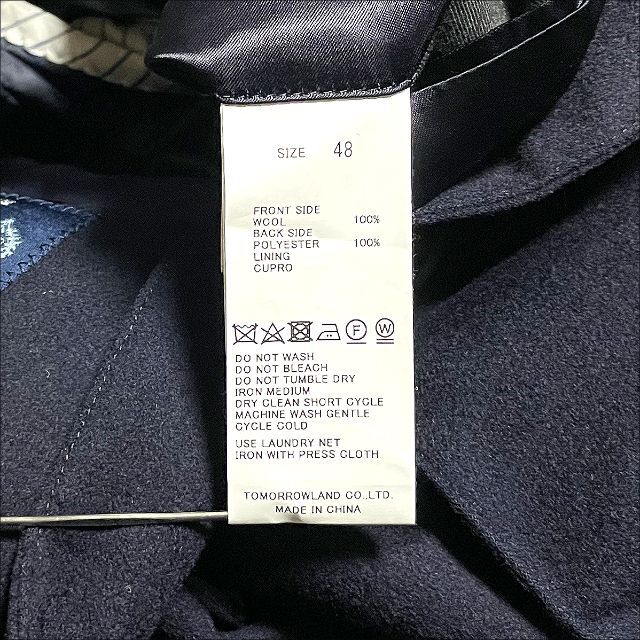 SIZE 48
FRONT SIDE
WOOL 100%
BACK SIDE
POLYESTER 100%
LINING
CUPRO
F W
DO NOT WASH
DO NOT BLEACH
DO NOT TUMBLE DRY
IRON MEDIUM
DRY CLEAN SHORT CYCLE
MACHINE WASH GENTLE
CYCLE COLD
USE LAUNDRY NET
IRON WITH PRESS CLOTH
TOMORROWLAND CO.,LTD.
MADE IN CHINA